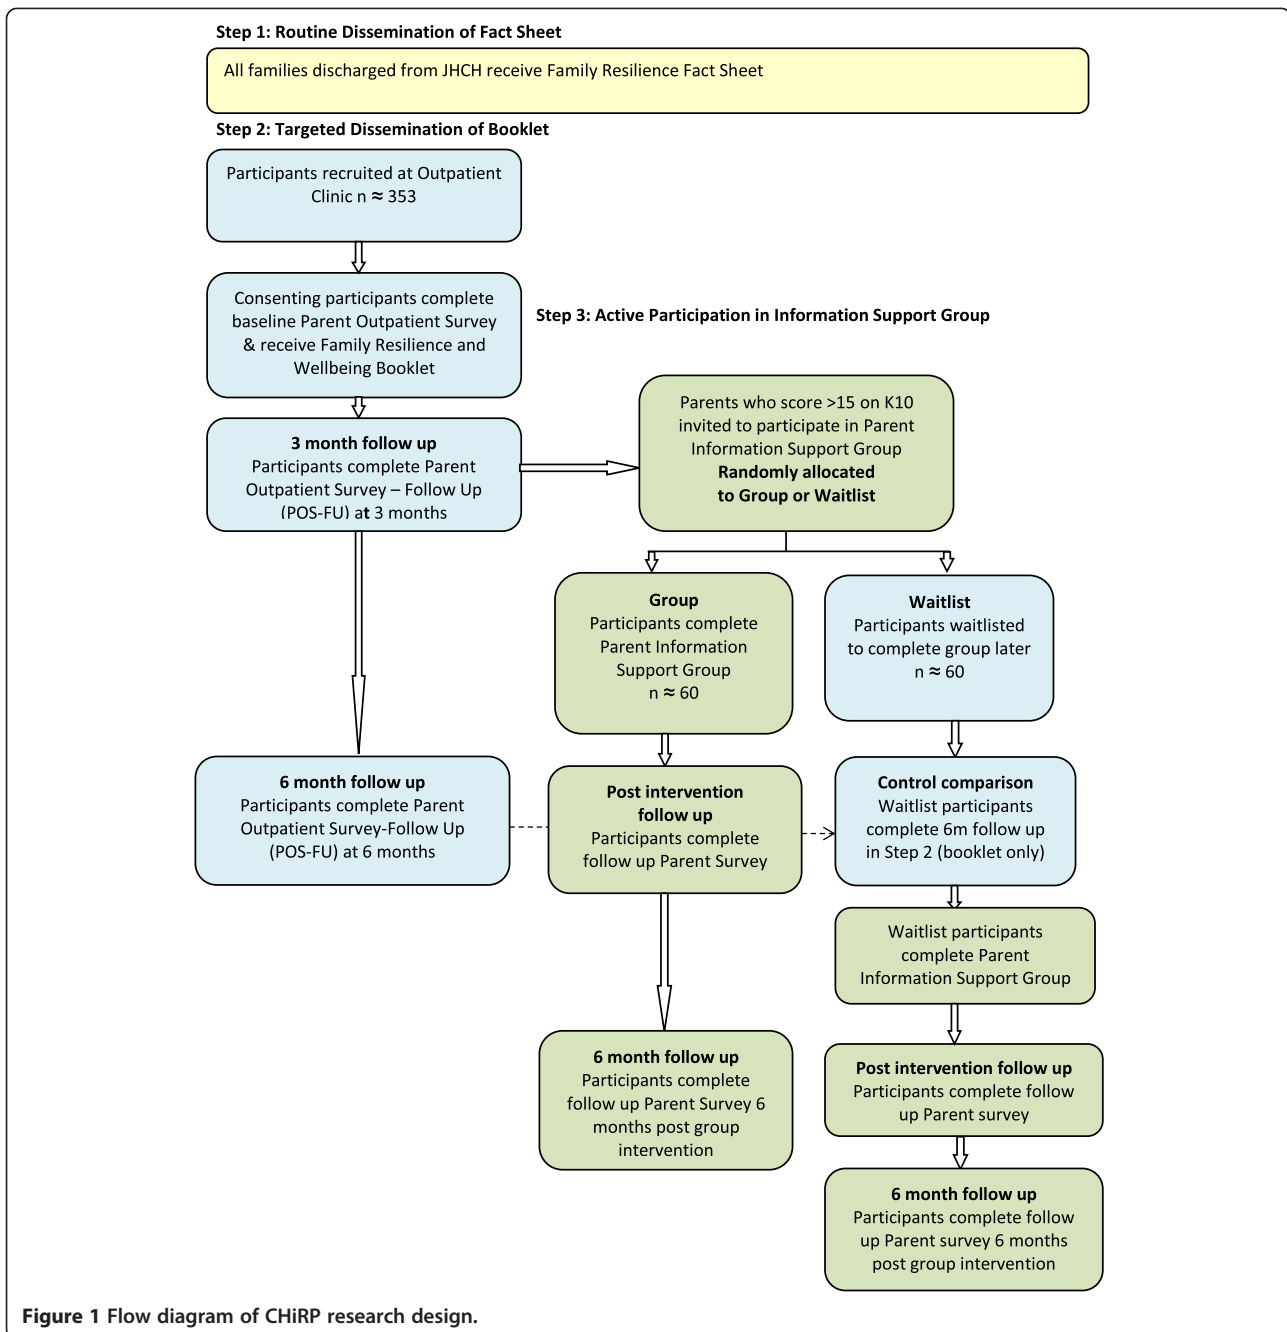 Step 1: Routine Dissemination of Fact Sheet
All families discharged from JHCH receive Family Resilience Fact Sheet
Step 2: Targeted Dissemination of Booklet
Participants recruited at Outpatient
Clinic n ≈ 353
Consenting participants complete
baseline Parent Outpatient Survey
& receive Family Resilience and
Wellbeing Booklet
Step 3: Active Participation in Information Support Group
3 month follow up
Participants complete Parent
Outpatient Survey – Follow Up
(POS-FU) at 3 months
Parents who score >15 on K10
invited to participate in Parent
Information Support Group
Randomly allocated
to Group or Waitlist
Group
Participants complete
Parent Information
Support Group
n ≈ 60
Waitlist
Participants waitlisted
to complete group later
n ≈ 60
6 month follow up
Participants complete Parent
Outpatient Survey-Follow Up
(POS-FU) at 6 months
Post intervention
follow up
Participants complete
follow up Parent Survey
Control comparison
Waitlist participants
complete 6m follow up
in Step 2 (booklet only)
Waitlist participants
complete Parent
Information Support Group
6 month follow up
Participants complete
follow up Parent Survey 6
months post group
intervention
Post intervention follow up
Participants complete follow
up Parent survey
6 month follow up
Participants complete follow
up Parent survey 6 months
post group intervention
Figure 1 Flow diagram of CHiRP research design.